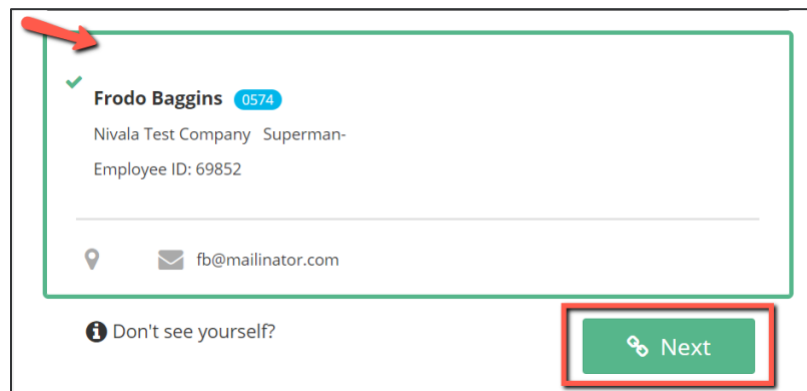 Frodo Baggins 0574
Nivala Test Company Superman-
Employee ID: 69852
fb@mailinator.com
Don't see yourself?
Next